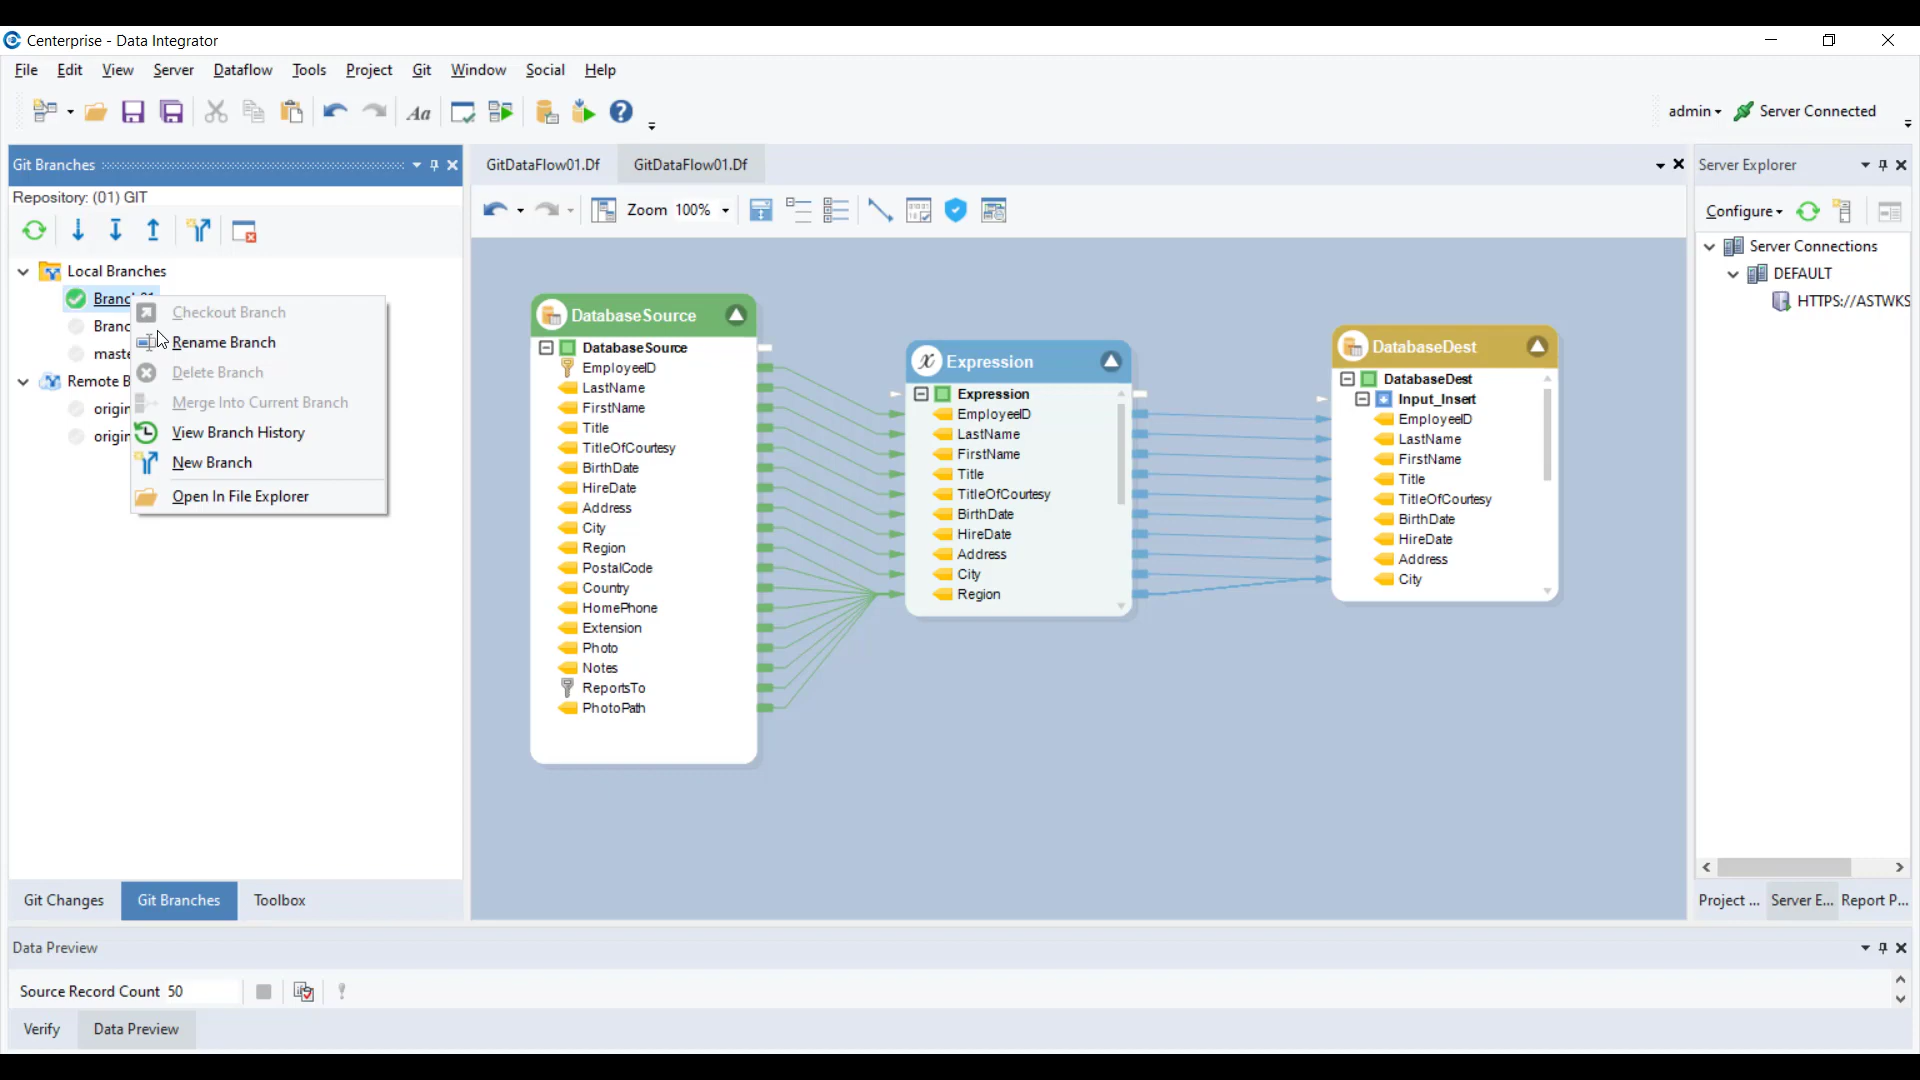 Centerprise - Data Integrator
File Edit View Server Dataflow Tools Project Git Window Social Help
Aa
admin Server Connected
Git Branches
Repository: (01) GIT
Local Branches
Checkout Branch
Rename Branch
Delete Branch
Merge Into Current Branch
View Branch History
New Branch
Open In File Explorer
Git Changes Git Branches Toolbox
GitDataFlow01.Df GitDataFlow01.Df
Zoom 100%
DatabaseSource
DatabaseSource
EmployeeID
LastName
FirstName
Title
TitleOfCourtesy
BirthDate
HireDate
Address
City
Region
PostalCode
Country
HomePhone
Extension
Photo
Notes
ReportsTo
PhotoPath
Expression
Expression
EmployeeID
LastName
FirstName
Title
TitleOfCourtesy
BirthDate
HireDate
Address
City
Region
DatabaseDest
DatabaseDest
Input_Insert
EmployeeID
LastName
FirstName
Title
TitleOfCourtesy
BirthDate
HireDate
Address
City
Server Explorer
Configure
Server Connections
DEFAULT
HTTPS://ASTWKS
Project ... Server E... Report P...
Data Preview
Source Record Count 50
Verify Data Preview